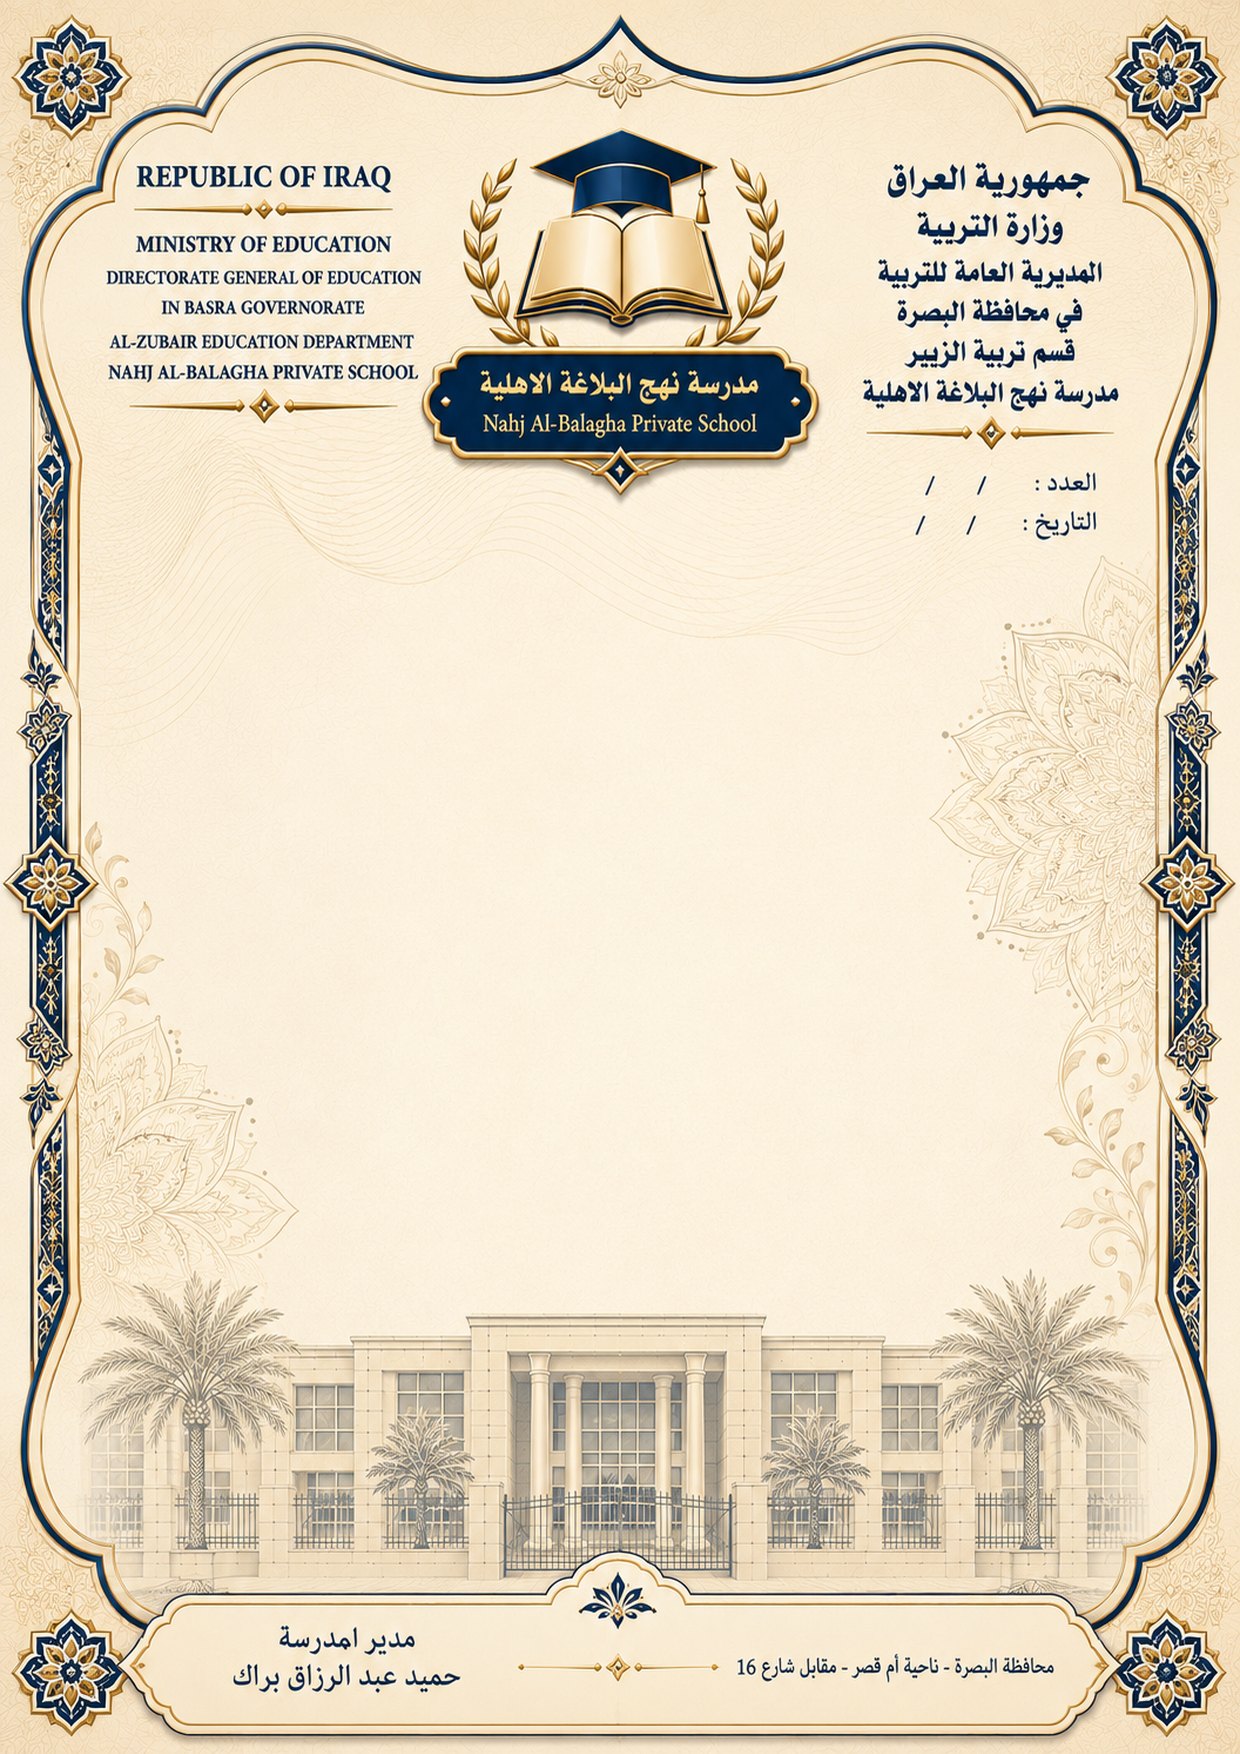 REPUBLIC OF IRAQ
MINISTRY OF EDUCATION
DIRECTORATE GENERAL OF EDUCATION
IN BASRA GOVERNORATE
AL-ZUBAIR EDUCATION DEPARTMENT
NAHJ AL-BALAGHA PRIVATE SCHOOL
مدرسة نهج البلاغة الاهلية
Nahj Al-Balagha Private School
جمهورية العراق
وزارة التربية
المديرية العامة للتربية
في محافظة البصرة
قسم تربية الزبير
مدرسة نهج البلاغة الاهلية
العدد : / /
التاريخ : / /
مدير امدرسة
حميد عبد الرزاق براك
محافظة البصرة - ناحية أم قصر - مقابل شارع 16